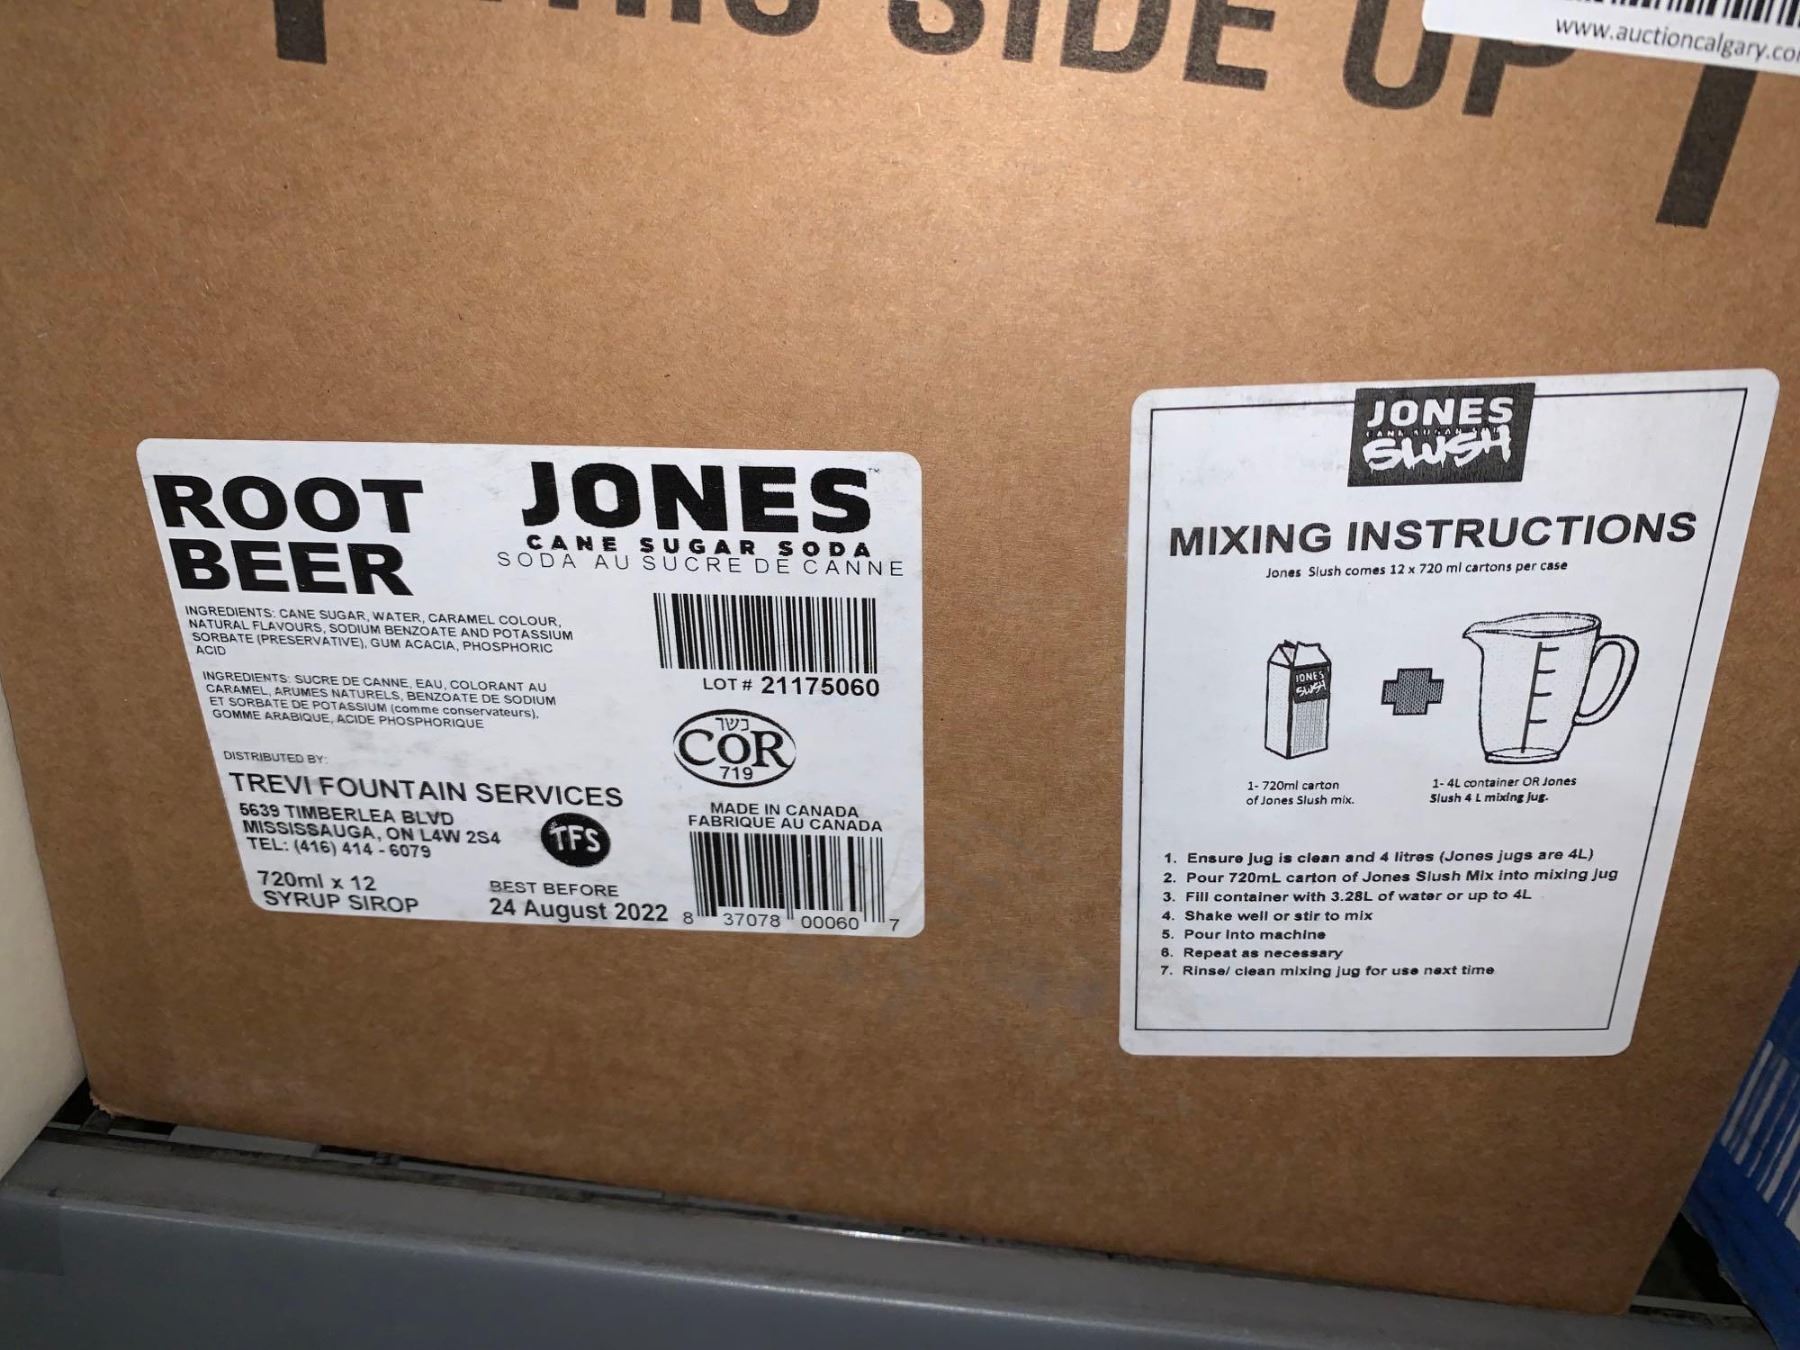 THIS SIDE UP
www.auctioncalgary.co
ROOT
BEER
JONES™
CANE SUGAR SODA
SODA AU SUCRE DE CANNE
INGREDIENTS: CANE SUGAR, WATER, CARAMEL COLOUR,
NATURAL FLAVOURS, SODIUM BENZOATE AND POTASSIUM
SORBATE (PRESERVATIVE), GUM ACACIA, PHOSPHORIC
ACID
INGREDIENTS: SUCRE DE CANNE, EAU, COLORANT AU
CARAMEL, ARUMES NATURELS, BENZOATE DE SODIUM
ET SORBATE DE POTASSIUM (comme conservateurs),
GOMME ARABIQUE, ACIDE PHOSPHORIQUE
LOT # 21175060
כשר
COR
719
DISTRIBUTED BY:
TREVI FOUNTAIN SERVICES
5639 TIMBERLEA BLVD
MISSISSAUGA, ON L4W 2S4
TEL: (416) 414 - 6079
TFS
MADE IN CANADA
FABRIQUE AU CANADA
720ml x 12
SYRUP SIROP
BEST BEFORE
24 August 2022
8 37078 00060 7
JONES
CANE SUGAR SODA
SLUSH
MIXING INSTRUCTIONS
Jones Slush comes 12 x 720 ml cartons per case
JONES
SLUSH
1- 720ml carton
of Jones Slush mix.
1- 4L container OR Jones
Slush 4 L mixing jug.
1. Ensure jug is clean and 4 litres (Jones jugs are 4L)
2. Pour 720mL carton of Jones Slush Mix into mixing jug
3. Fill container with 3.28L of water or up to 4L
4. Shake well or stir to mix
5. Pour into machine
6. Repeat as necessary
7. Rinse/ clean mixing jug for use next time